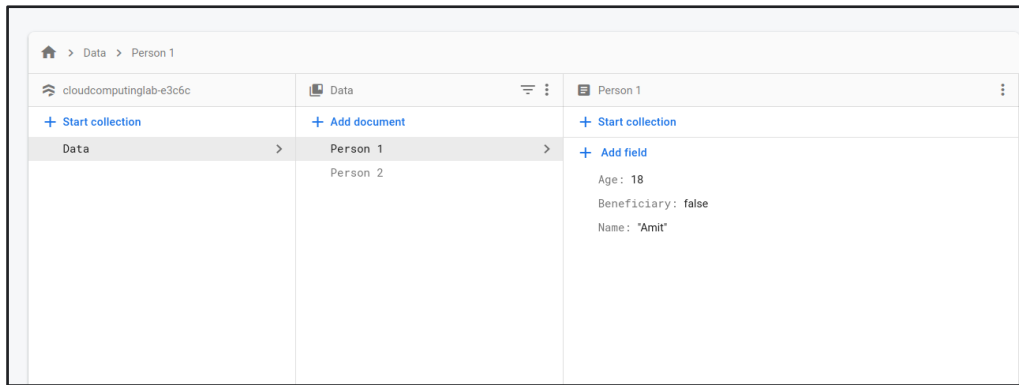 Data > Person 1
cloudcomputinglab-e3c6c
Data
Person 1
+ Start collection
+ Add document
+ Start collection
Data
Person 1
Person 2
+ Add field
Age: 18
Beneficiary: false
Name: "Amit"